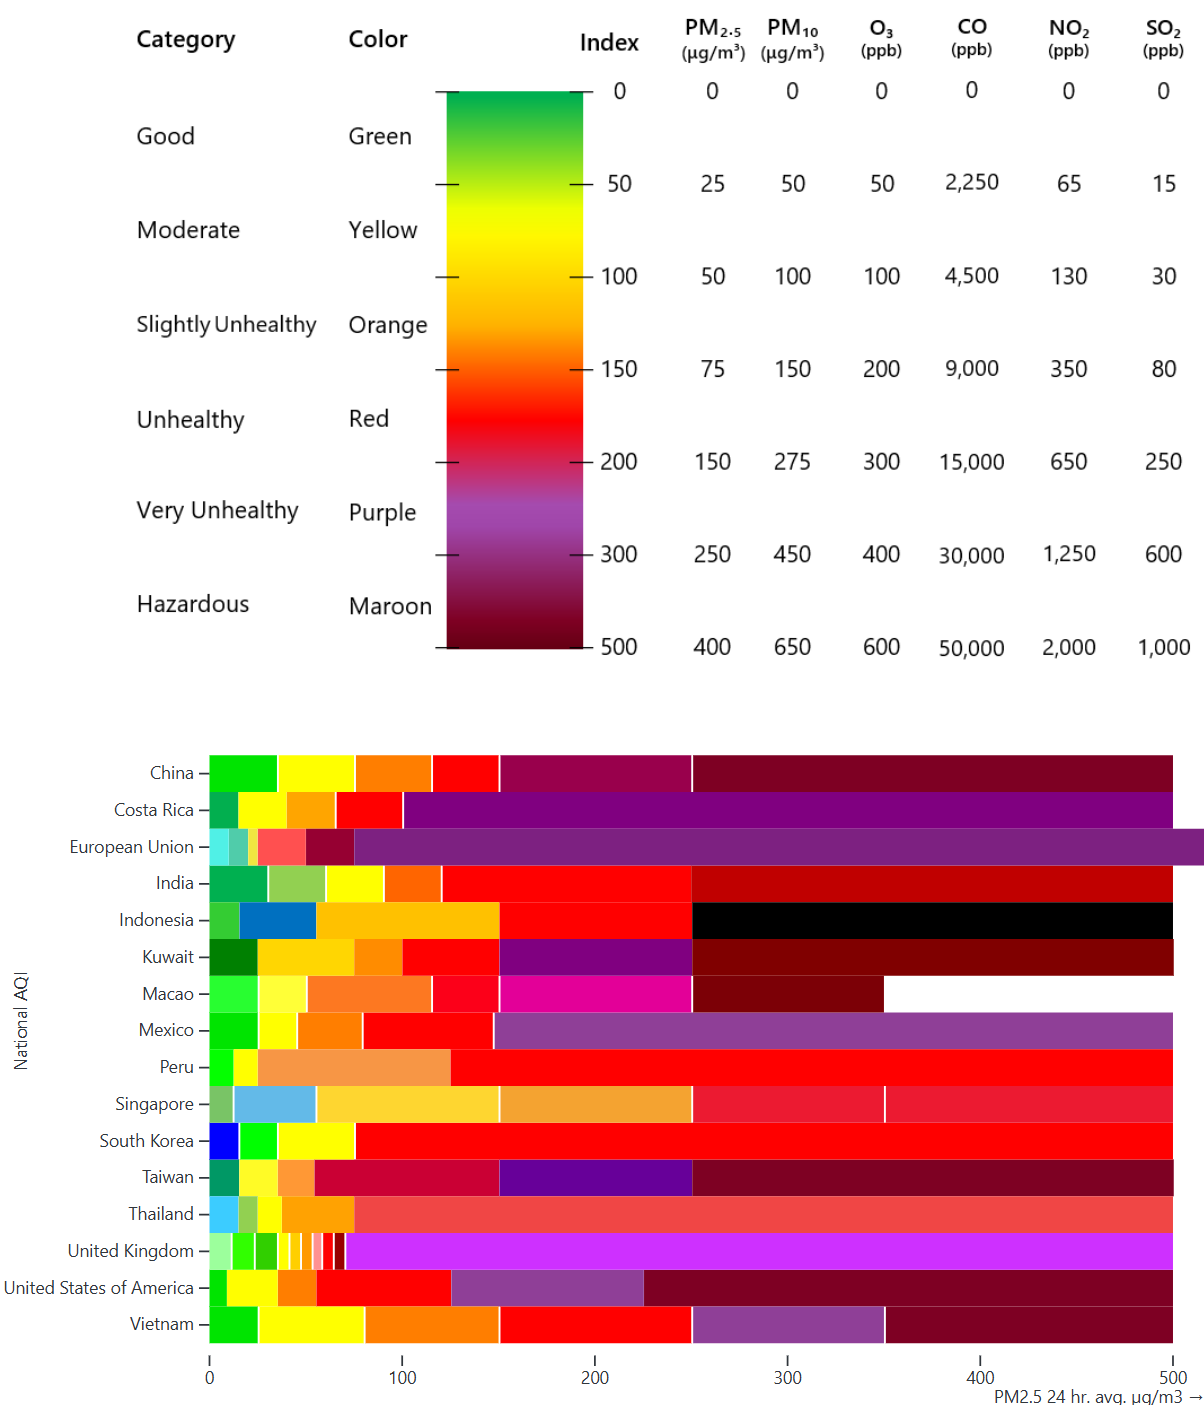 Category Color Index PM₂.₅ (µg/m³) PM₁₀ (µg/m³) O₃ (ppb) CO (ppb) NO₂ (ppb) SO₂ (ppb)
0 0 0 0 0 0 0
Good Green
50 25 50 50 2,250 65 15
Moderate Yellow
100 50 100 100 4,500 130 30
Slightly Unhealthy Orange
150 75 150 200 9,000 350 80
Unhealthy Red
200 150 275 300 15,000 650 250
Very Unhealthy Purple
300 250 450 400 30,000 1,250 600
Hazardous Maroon
500 400 650 600 50,000 2,000 1,000
National AQI
China
Costa Rica
European Union
India
Indonesia
Kuwait
Macao
Mexico
Peru
Singapore
South Korea
Taiwan
Thailand
United Kingdom
United States of America
Vietnam
0 100 200 300 400 500
PM2.5 24 hr. avg. µg/m3 →